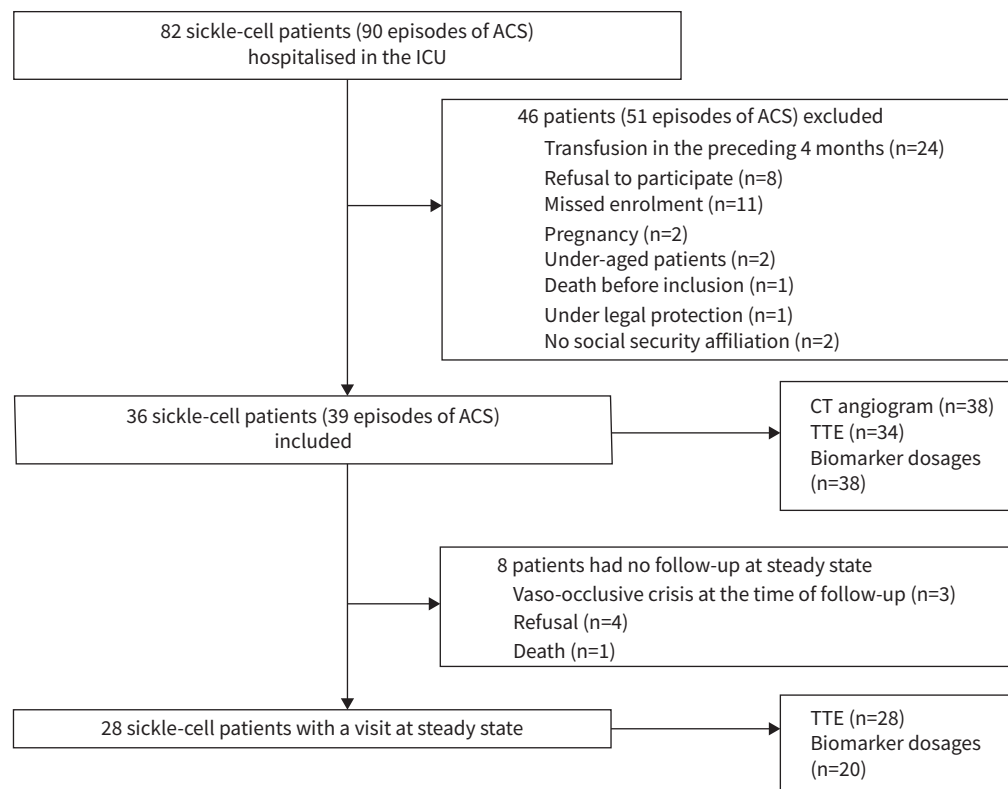 82 sickle-cell patients (90 episodes of ACS)
hospitalised in the ICU
46 patients (51 episodes of ACS) excluded
Transfusion in the preceding 4 months (n=24)
Refusal to participate (n=8)
Missed enrolment (n=11)
Pregnancy (n=2)
Under-aged patients (n=2)
Death before inclusion (n=1)
Under legal protection (n=1)
No social security affiliation (n=2)
36 sickle-cell patients (39 episodes of ACS)
included
CT angiogram (n=38)
TTE (n=34)
Biomarker dosages
(n=38)
8 patients had no follow-up at steady state
Vaso-occlusive crisis at the time of follow-up (n=3)
Refusal (n=4)
Death (n=1)
28 sickle-cell patients with a visit at steady state
TTE (n=28)
Biomarker dosages
(n=20)